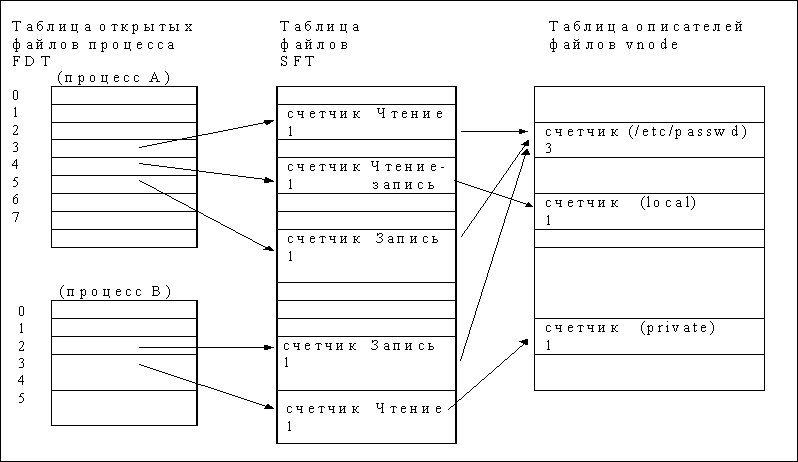 Таблица открытых
файлов процесса
FDT
(процесс А)
0
1
2
3
4
5
6
7
(процесс В)
0
1
2
3
4
5
Таблица
файлов
SFT
счетчик Чтение
1
счетчик Чтение-
1 запись
счетчик Запись
1
счетчик Запись
1
счетчик Чтение
1
Таблица описателей
файлов vnode
счетчик (/etc/passwd)
3
счетчик (local)
1
счетчик (private)
1